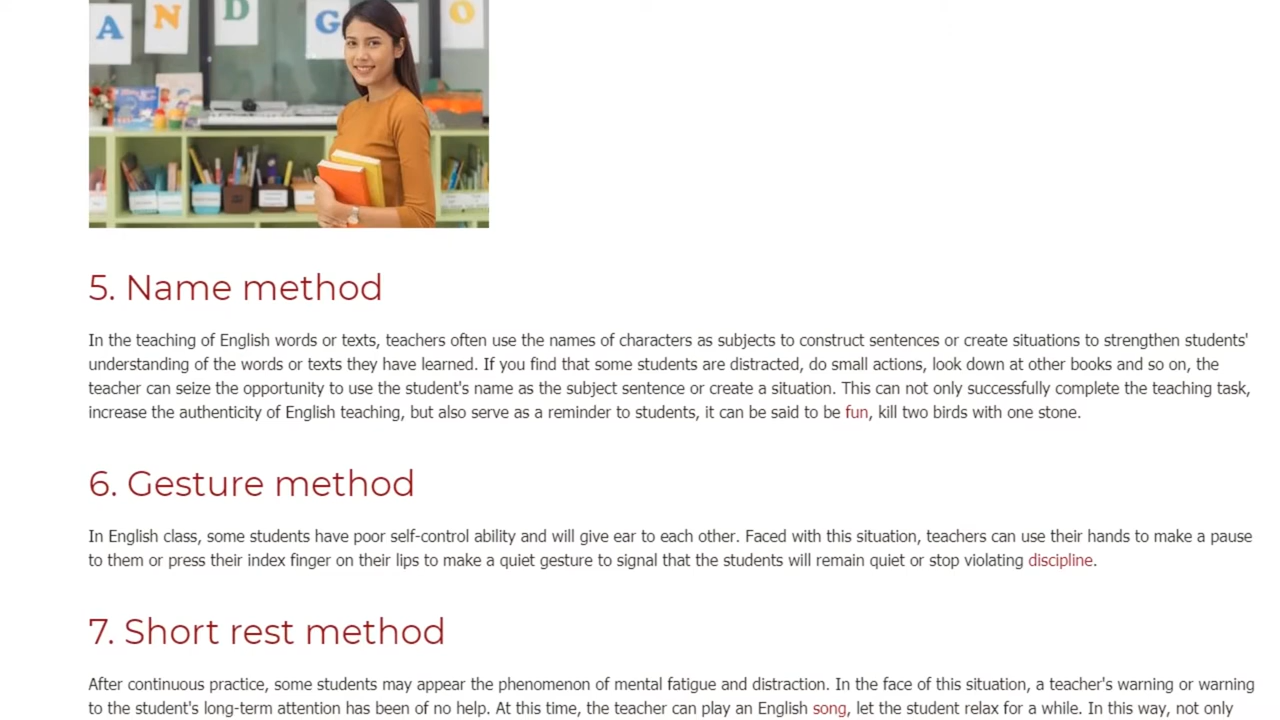 A N D G O
5. Name method
In the teaching of English words or texts, teachers often use the names of characters as subjects to construct sentences or create situations to strengthen students'
understanding of the words or texts they have learned. If you find that some students are distracted, do small actions, look down at other books and so on, the
teacher can seize the opportunity to use the student's name as the subject sentence or create a situation. This can not only successfully complete the teaching task,
increase the authenticity of English teaching, but also serve as a reminder to students, it can be said to be fun, kill two birds with one stone.
6. Gesture method
In English class, some students have poor self-control ability and will give ear to each other. Faced with this situation, teachers can use their hands to make a pause
to them or press their index finger on their lips to make a quiet gesture to signal that the students will remain quiet or stop violating discipline.
7. Short rest method
After continuous practice, some students may appear the phenomenon of mental fatigue and distraction. In the face of this situation, a teacher's warning or warning
to the student's long-term attention has been of no help. At this time, the teacher can play an English song, let the student relax for a while. In this way, not only